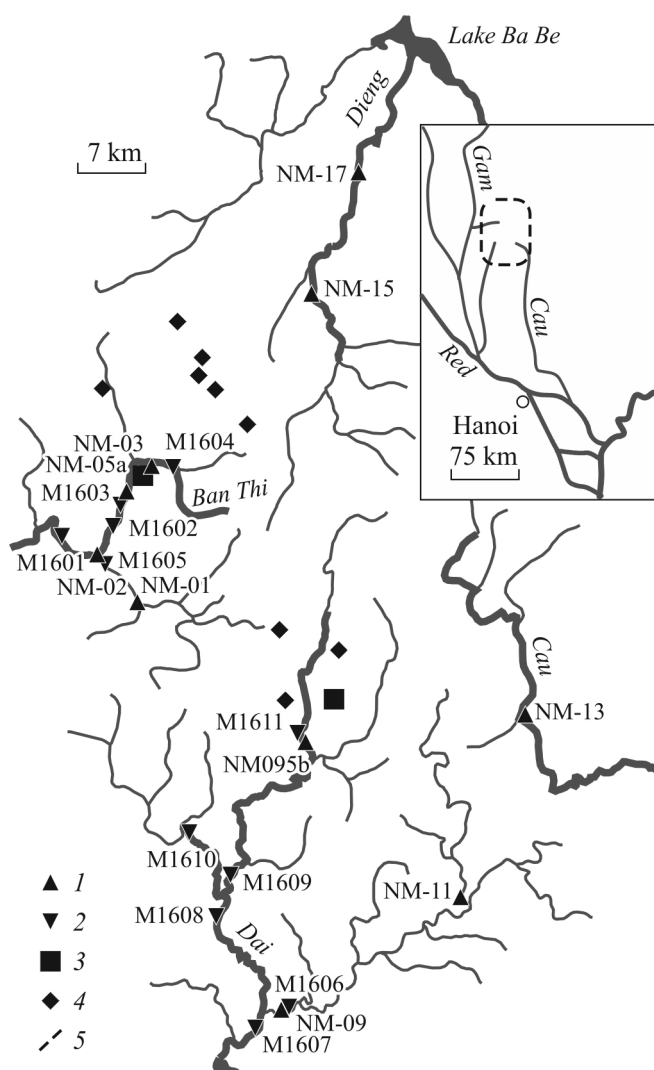 Lake Ba Be
Dieng
7 km
NM-17
Gam
NM-15
Cau
Red
Hanoi
75 km
NM-03
M1604
NM-05a
M1603
Ban Thi
M1602
M1601
M1605
NM-02
NM-01
Cau
M1611
NM-13
NM095b
M1610
M1609
NM-11
M1608
Dai
M1606
NM-09
M1607
1
2
3
4
5